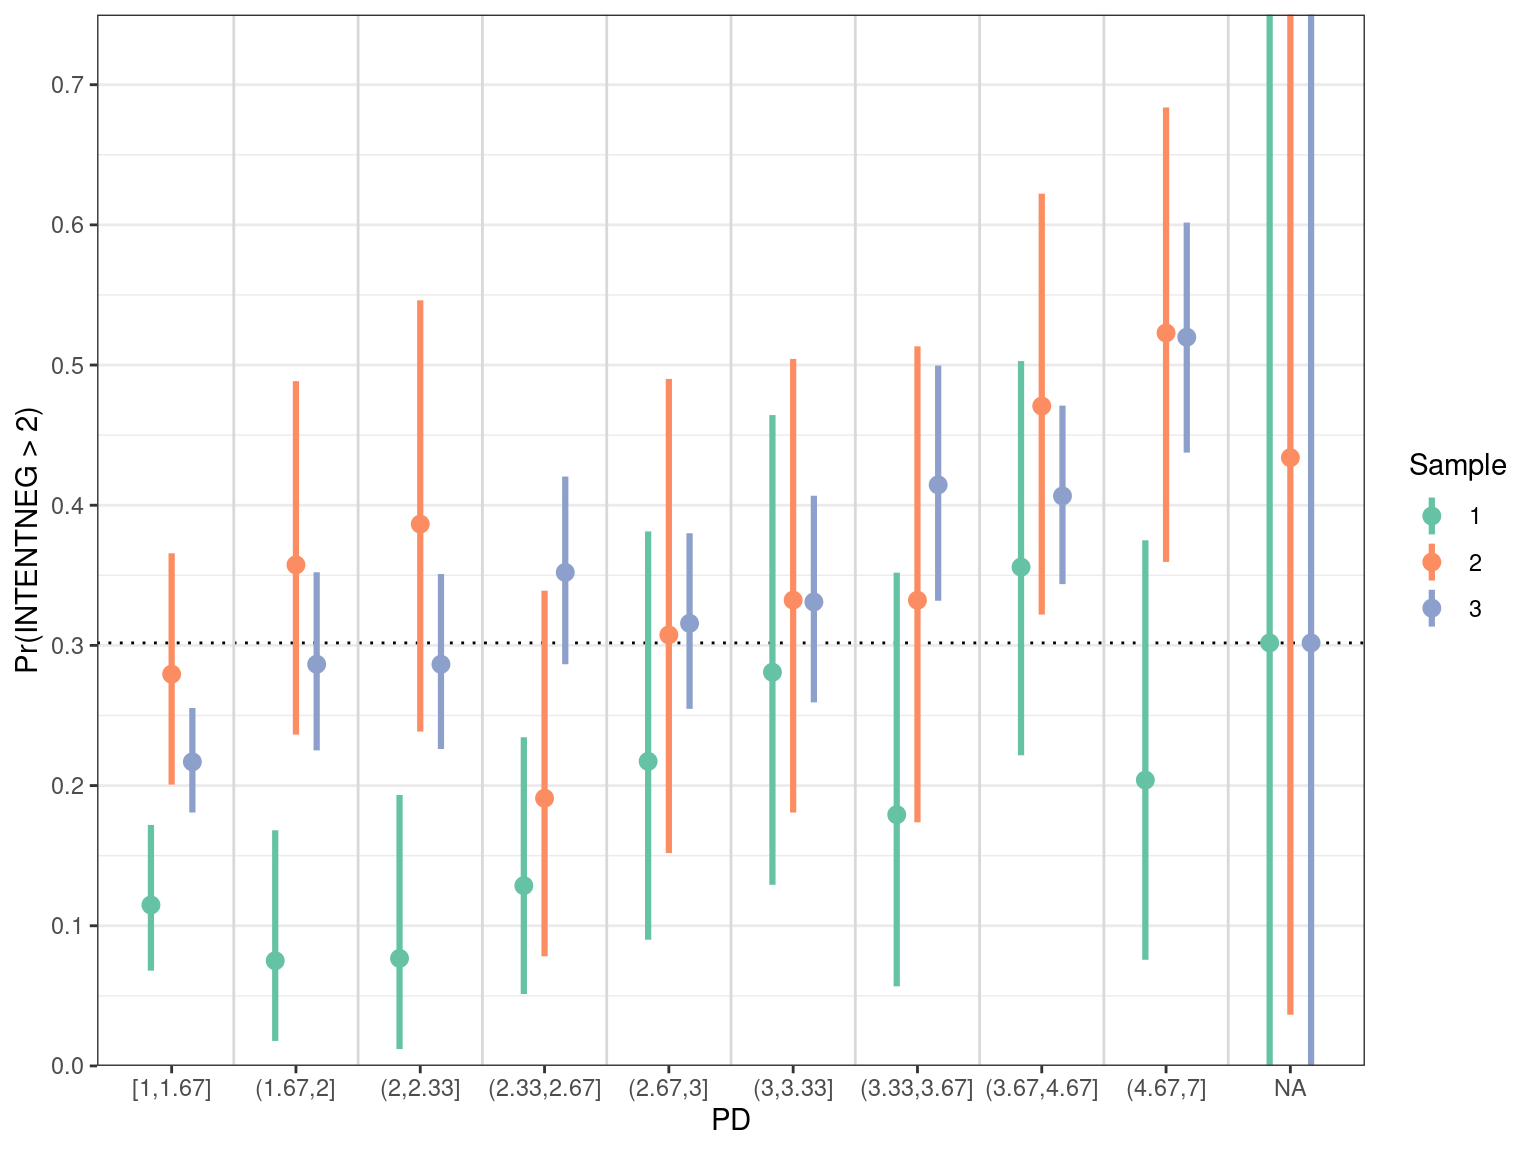 0.7
0.6
0.5
0.4
0.3
0.2
0.1
0.0
Pr(INTENTNEG > 2)
[1,1.67] (1.67,2] (2,2.33] (2.33,2.67] (2.67,3] (3,3.33] (3.33,3.67] (3.67,4.67] (4.67,7] NA
PD
Sample
1
2
3